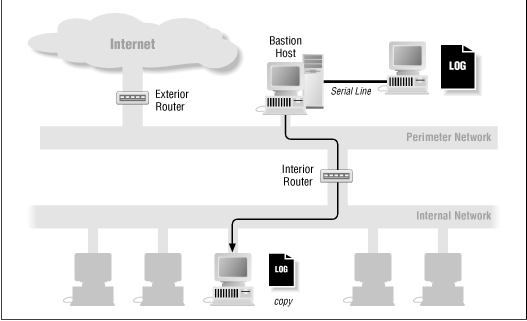 Internet
Bastion
Host
LOG
Serial Line
Exterior
Router
Perimeter Network
Interior
Router
Internal Network
LOG
copy